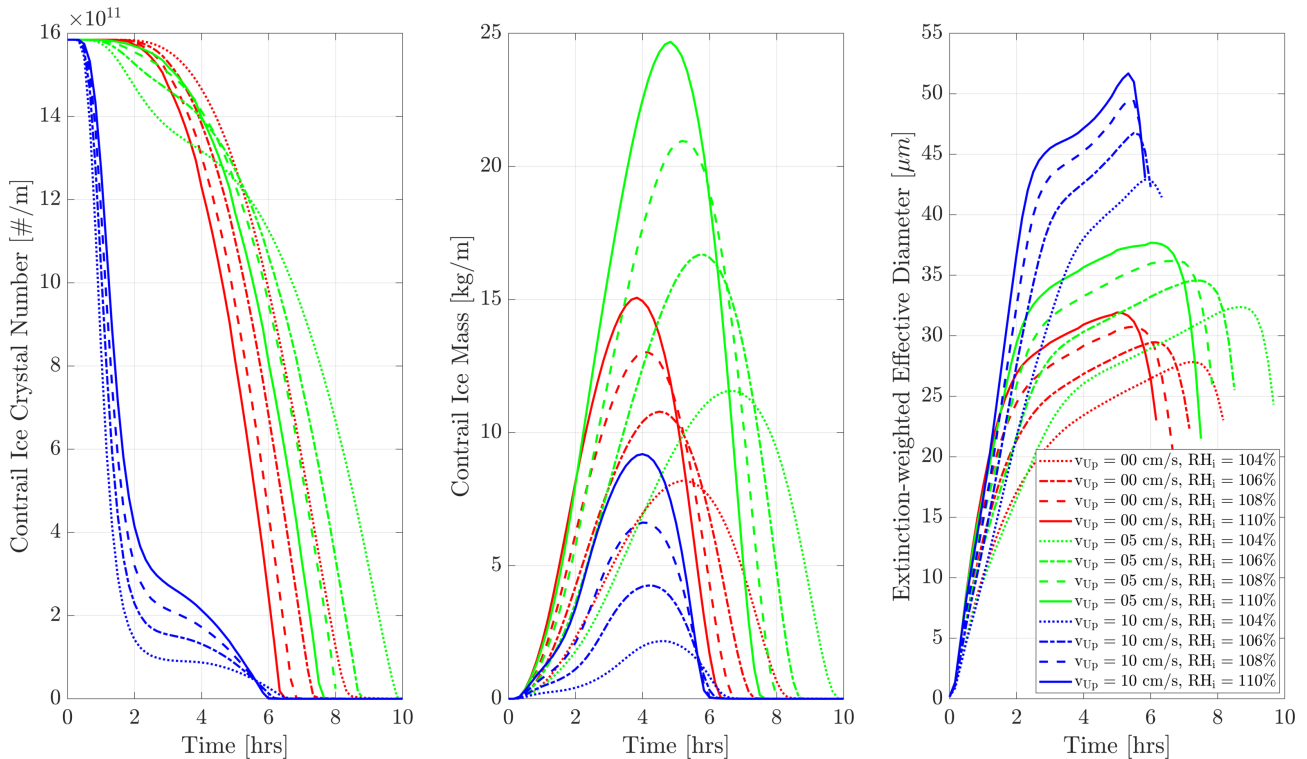 ×10¹¹
16
14
12
10
8
6
4
2
0
0 2 4 6 8 10
Time [hrs]
Contrail Ice Crystal Number [#/m]
25
20
15
10
5
0
0 2 4 6 8 10
Time [hrs]
Contrail Ice Mass [kg/m]
55
50
45
40
35
30
25
20
15
10
5
0
0 2 4 6 8 10
Time [hrs]
Extinction-weighted Effective Diameter [μm]
v_Up = 00 cm/s, RH_i = 104%
v_Up = 00 cm/s, RH_i = 106%
v_Up = 00 cm/s, RH_i = 108%
v_Up = 00 cm/s, RH_i = 110%
v_Up = 05 cm/s, RH_i = 104%
v_Up = 05 cm/s, RH_i = 106%
v_Up = 05 cm/s, RH_i = 108%
v_Up = 05 cm/s, RH_i = 110%
v_Up = 10 cm/s, RH_i = 104%
v_Up = 10 cm/s, RH_i = 106%
v_Up = 10 cm/s, RH_i = 108%
v_Up = 10 cm/s, RH_i = 110%